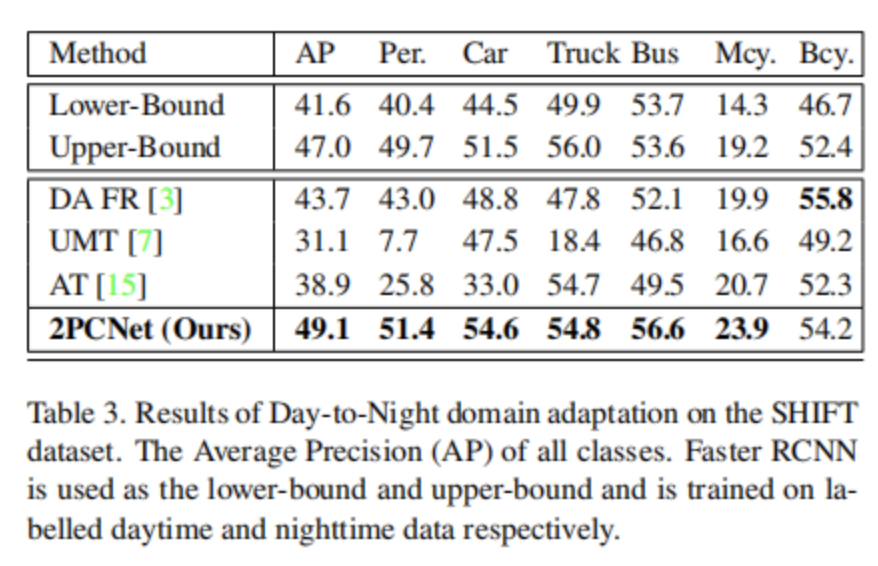 Method AP Per. Car Truck Bus Mcy. Bcy.
Lower-Bound 41.6 40.4 44.5 49.9 53.7 14.3 46.7
Upper-Bound 47.0 49.7 51.5 56.0 53.6 19.2 52.4
DA FR [3] 43.7 43.0 48.8 47.8 52.1 19.9 55.8
UMT [7] 31.1 7.7 47.5 18.4 46.8 16.6 49.2
AT [15] 38.9 25.8 33.0 54.7 49.5 20.7 52.3
2PCNet (Ours) 49.1 51.4 54.6 54.8 56.6 23.9 54.2
Table 3. Results of Day-to-Night domain adaptation on the SHIFT
dataset. The Average Precision (AP) of all classes. Faster RCNN
is used as the lower-bound and upper-bound and is trained on la-
belled daytime and nighttime data respectively.